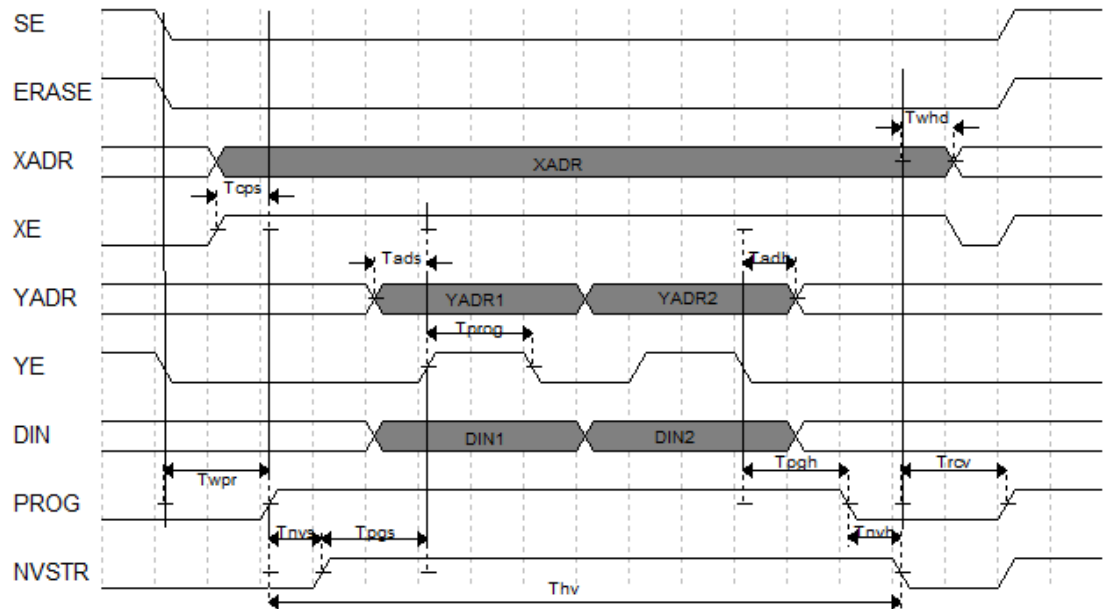 SE
ERASE
Twhd
XADR
XADR
Tcps
XE
Tads
Tadh
YADR
YADR1
YADR2
Tprog
YE
DIN
DIN1
DIN2
Twpr
Tpgh
Trcv
PROG
Tnvs
Tpgs
Tnvh
NVSTR
Thv